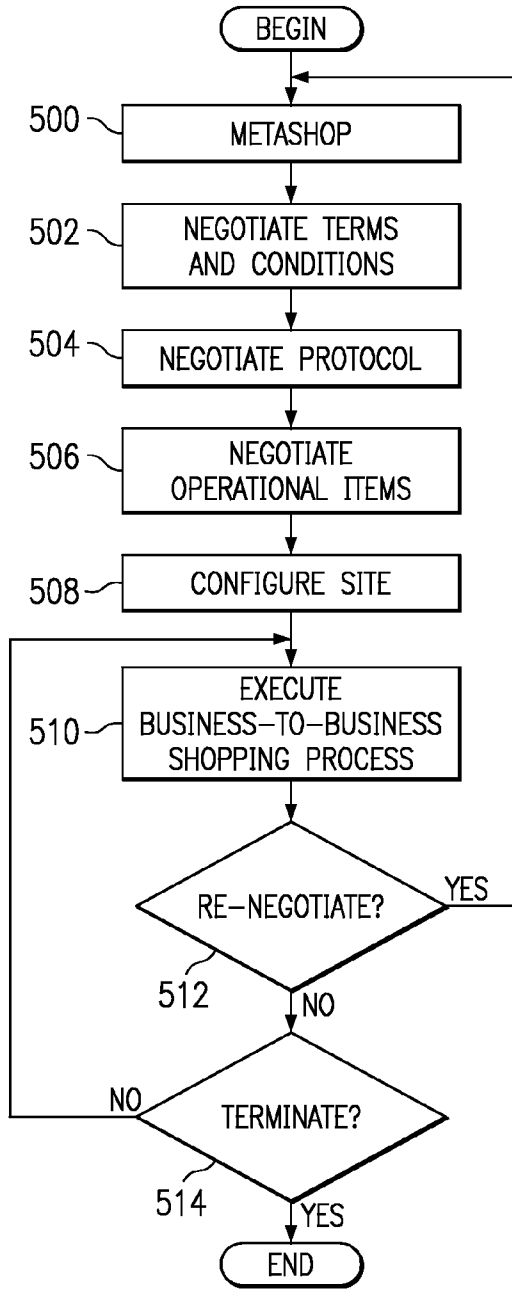 BEGIN
500
METASHOP
502
NEGOTIATE TERMS
AND CONDITIONS
504
NEGOTIATE PROTOCOL
506
NEGOTIATE
OPERATIONAL ITEMS
508
CONFIGURE SITE
510
EXECUTE
BUSINESS-TO-BUSINESS
SHOPPING PROCESS
RE-NEGOTIATE?
YES
512
NO
TERMINATE?
NO
514
YES
END